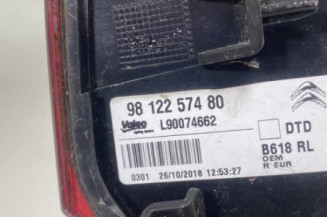 98 122 574 80
Valeo L90074662
DTD
B618 RL
OEM
R EUR
0301 26/10/2018 12:53:27